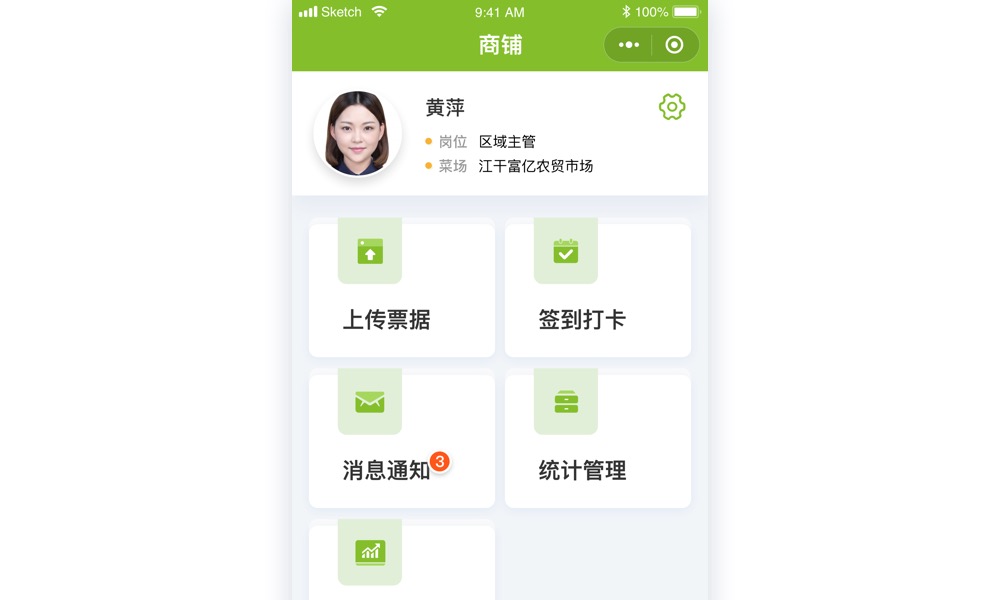 Sketch 9:41 AM 100%
商铺
黄萍
岗位 区域主管
菜场 江干富亿农贸市场
上传票据 签到打卡
消息通知 3 统计管理